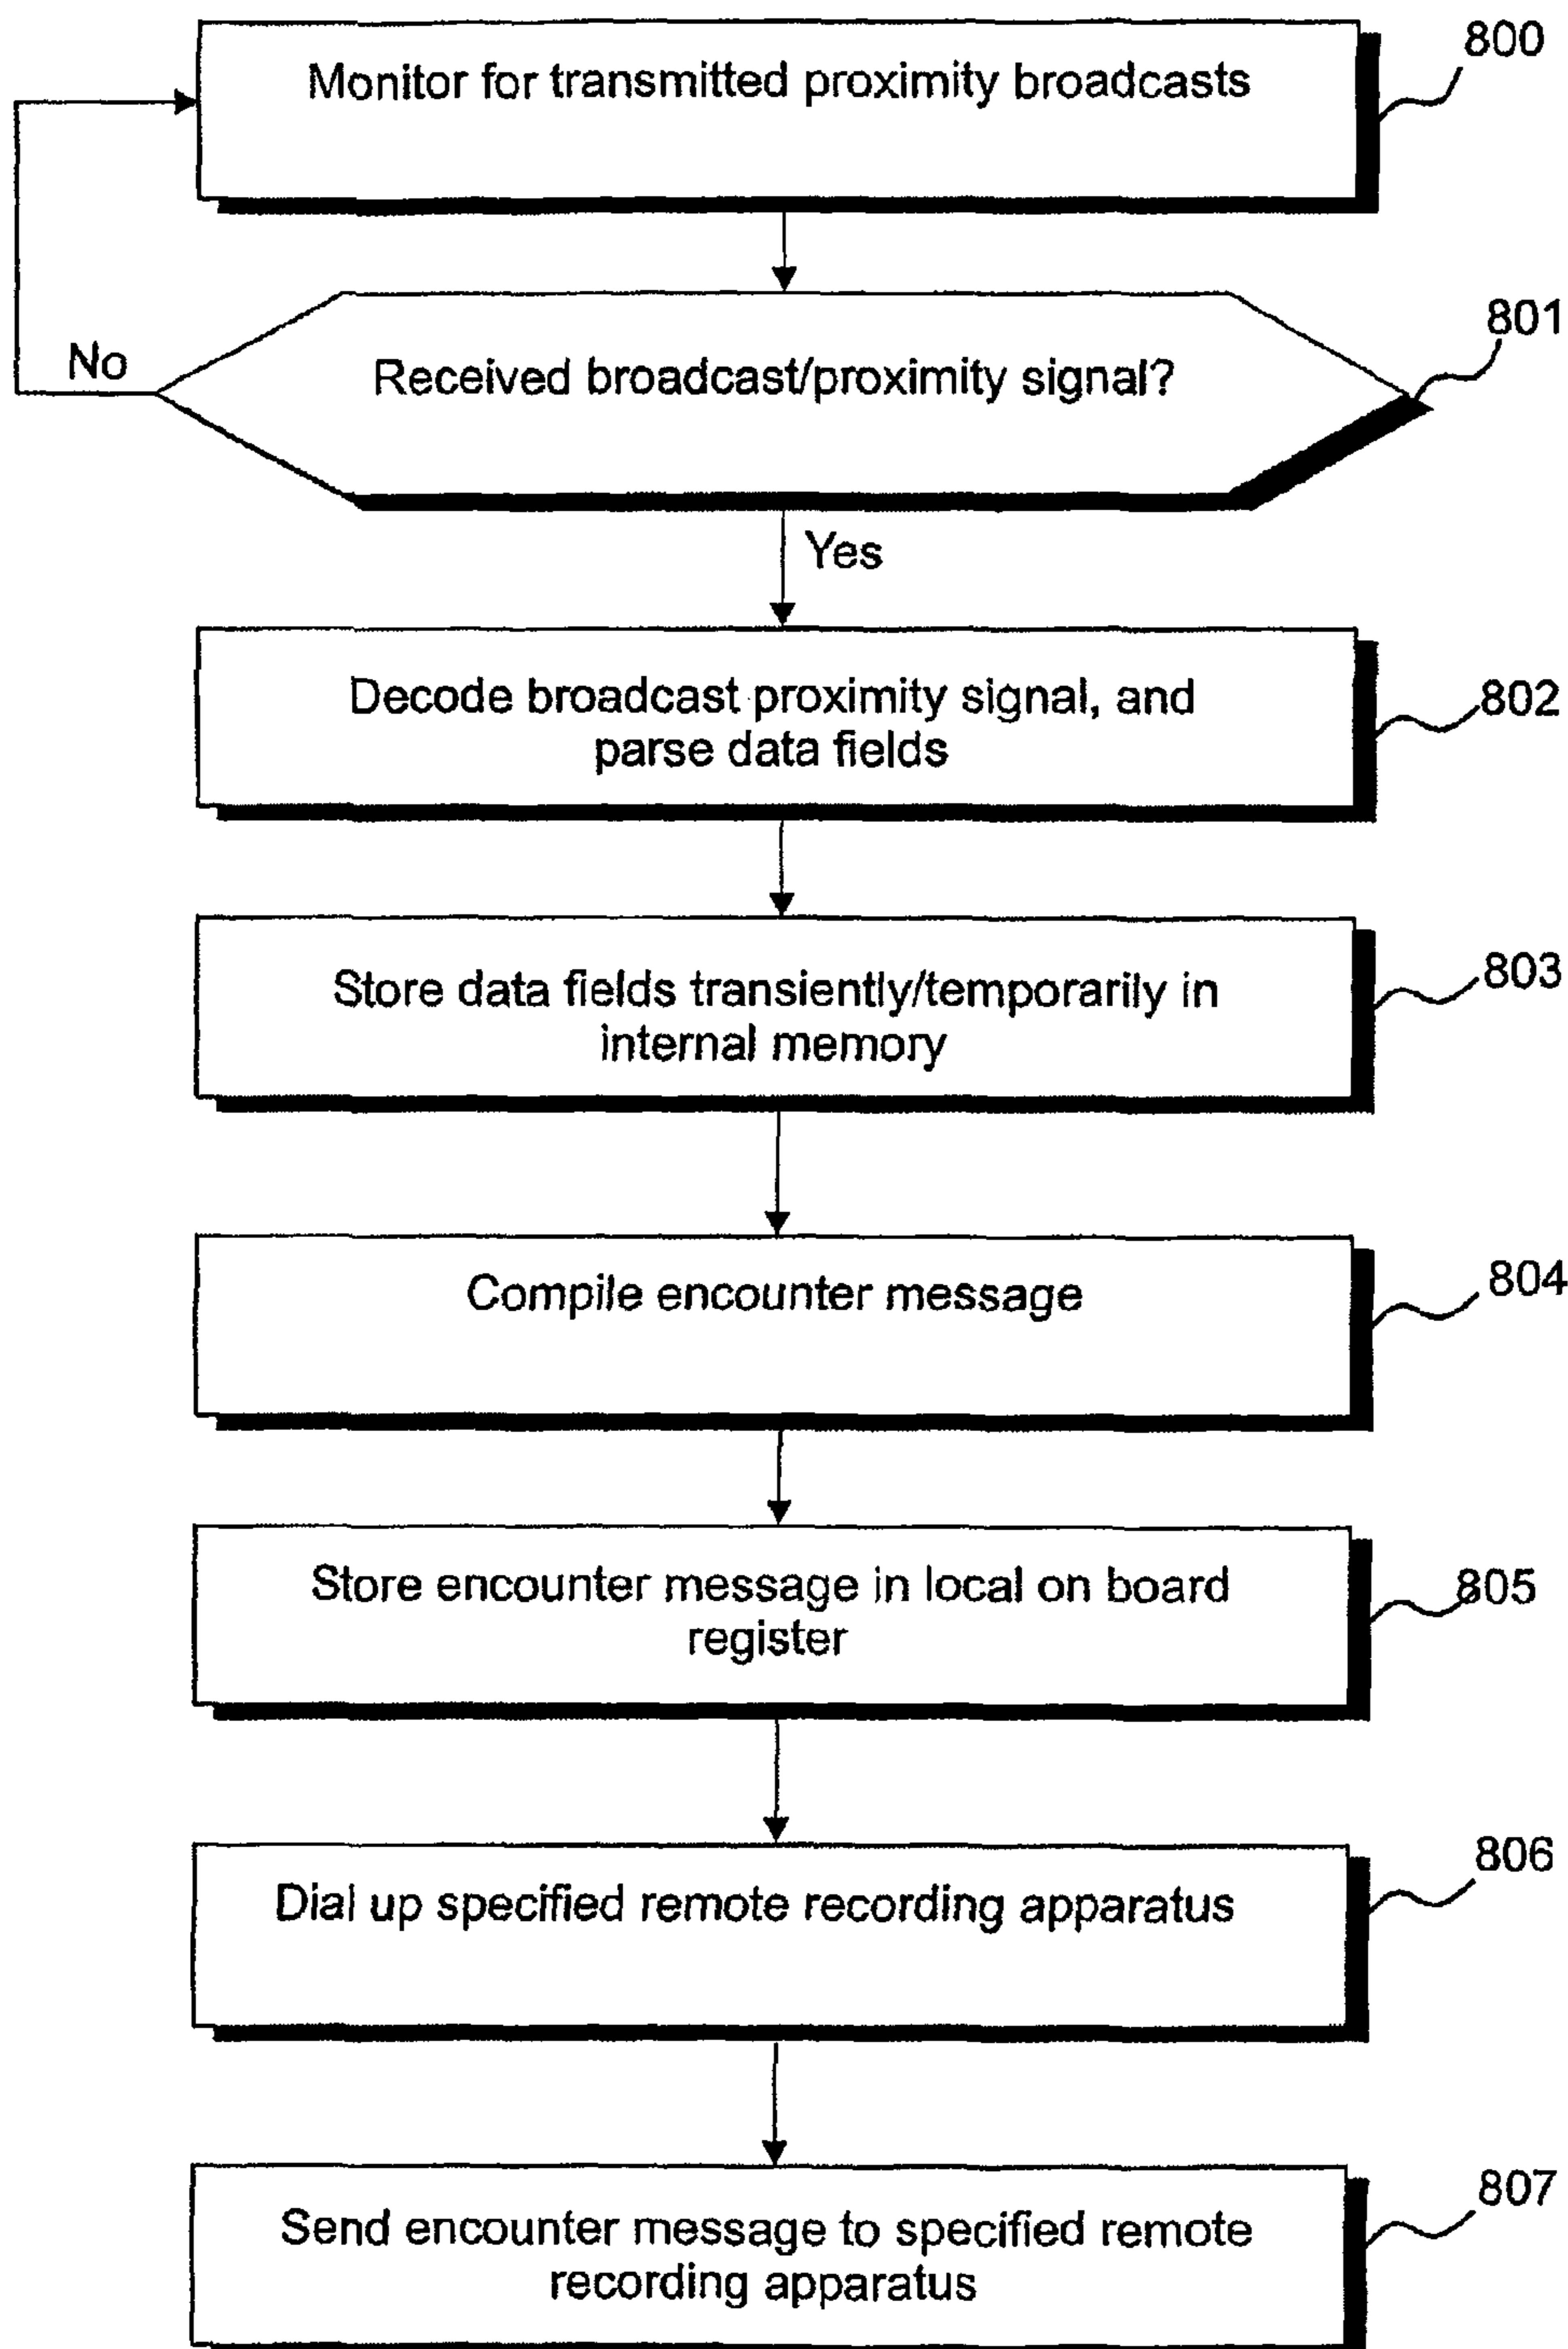 800
Monitor for transmitted proximity broadcasts
801
No
Received broadcast/proximity signal?
Yes
802
Decode broadcast proximity signal, and
parse data fields
803
Store data fields transiently/temporarily in
internal memory
804
Compile encounter message
805
Store encounter message in local on board
register
806
Dial up specified remote recording apparatus
807
Send encounter message to specified remote
recording apparatus